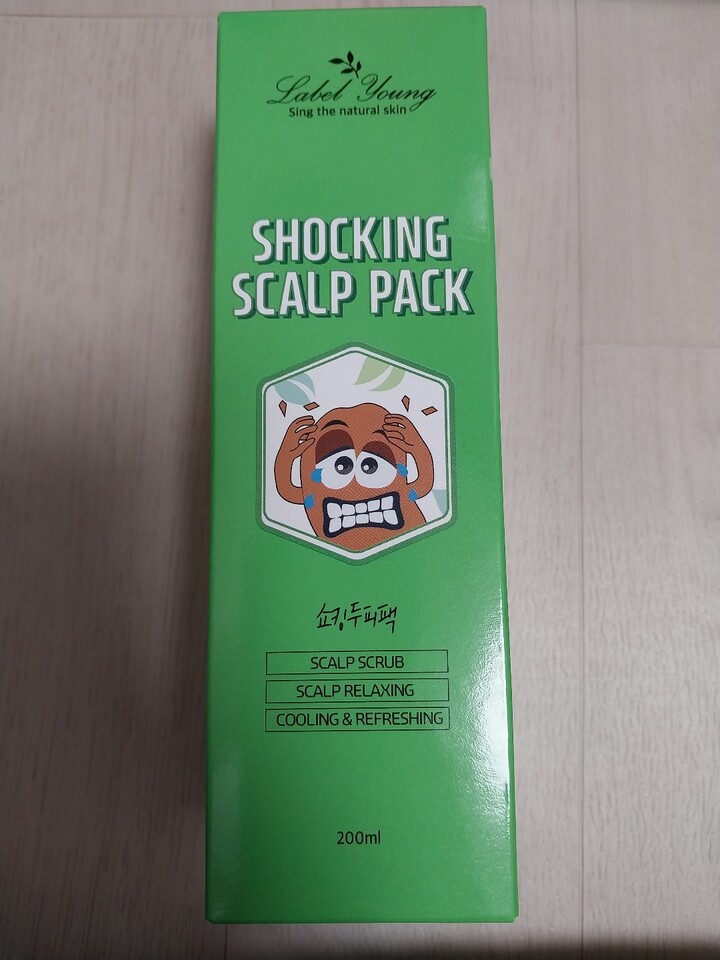 Label Young
Sing the natural skin
SHOCKING
SCALP PACK
쇼킹두피팩
SCALP SCRUB
SCALP RELAXING
COOLING & REFRESHING
200ml